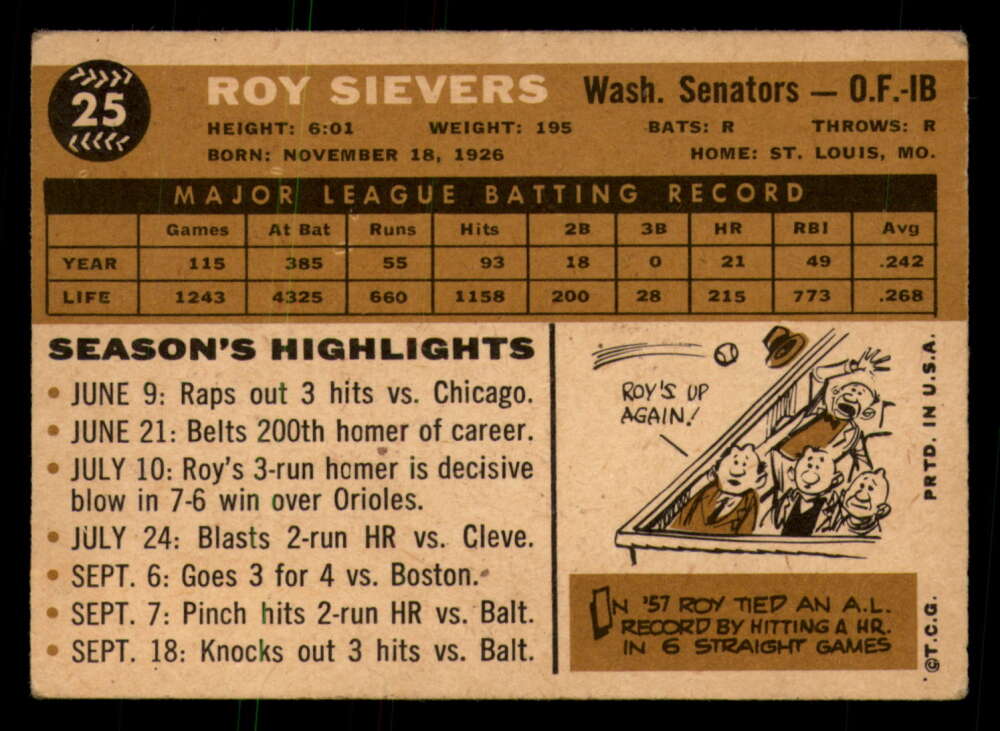 25
ROY SIEVERS Wash. Senators — O.F.-IB
HEIGHT: 6:01 WEIGHT: 195 BATS: R THROWS: R
BORN: NOVEMBER 18, 1926 HOME: ST. LOUIS, MO.
MAJOR LEAGUE BATTING RECORD
Games At Bat Runs Hits 2B 3B HR RBI Avg
YEAR 115 385 55 93 18 0 21 49 .242
LIFE 1243 4325 660 1158 200 28 215 773 .268
SEASON'S HIGHLIGHTS
• JUNE 9: Raps out 3 hits vs. Chicago.
• JUNE 21: Belts 200th homer of career.
• JULY 10: Roy's 3-run homer is decisive
blow in 7-6 win over Orioles.
• JULY 24: Blasts 2-run HR vs. Cleve.
• SEPT. 6: Goes 3 for 4 vs. Boston.
• SEPT. 7: Pinch hits 2-run HR vs. Balt.
• SEPT. 18: Knocks out 3 hits vs. Balt.
ROY'S UP
AGAIN!
IN '57 ROY TIED AN A.L.
RECORD BY HITTING A HR.
IN 6 STRAIGHT GAMES
©T.C.G. PRTD. IN U.S.A.